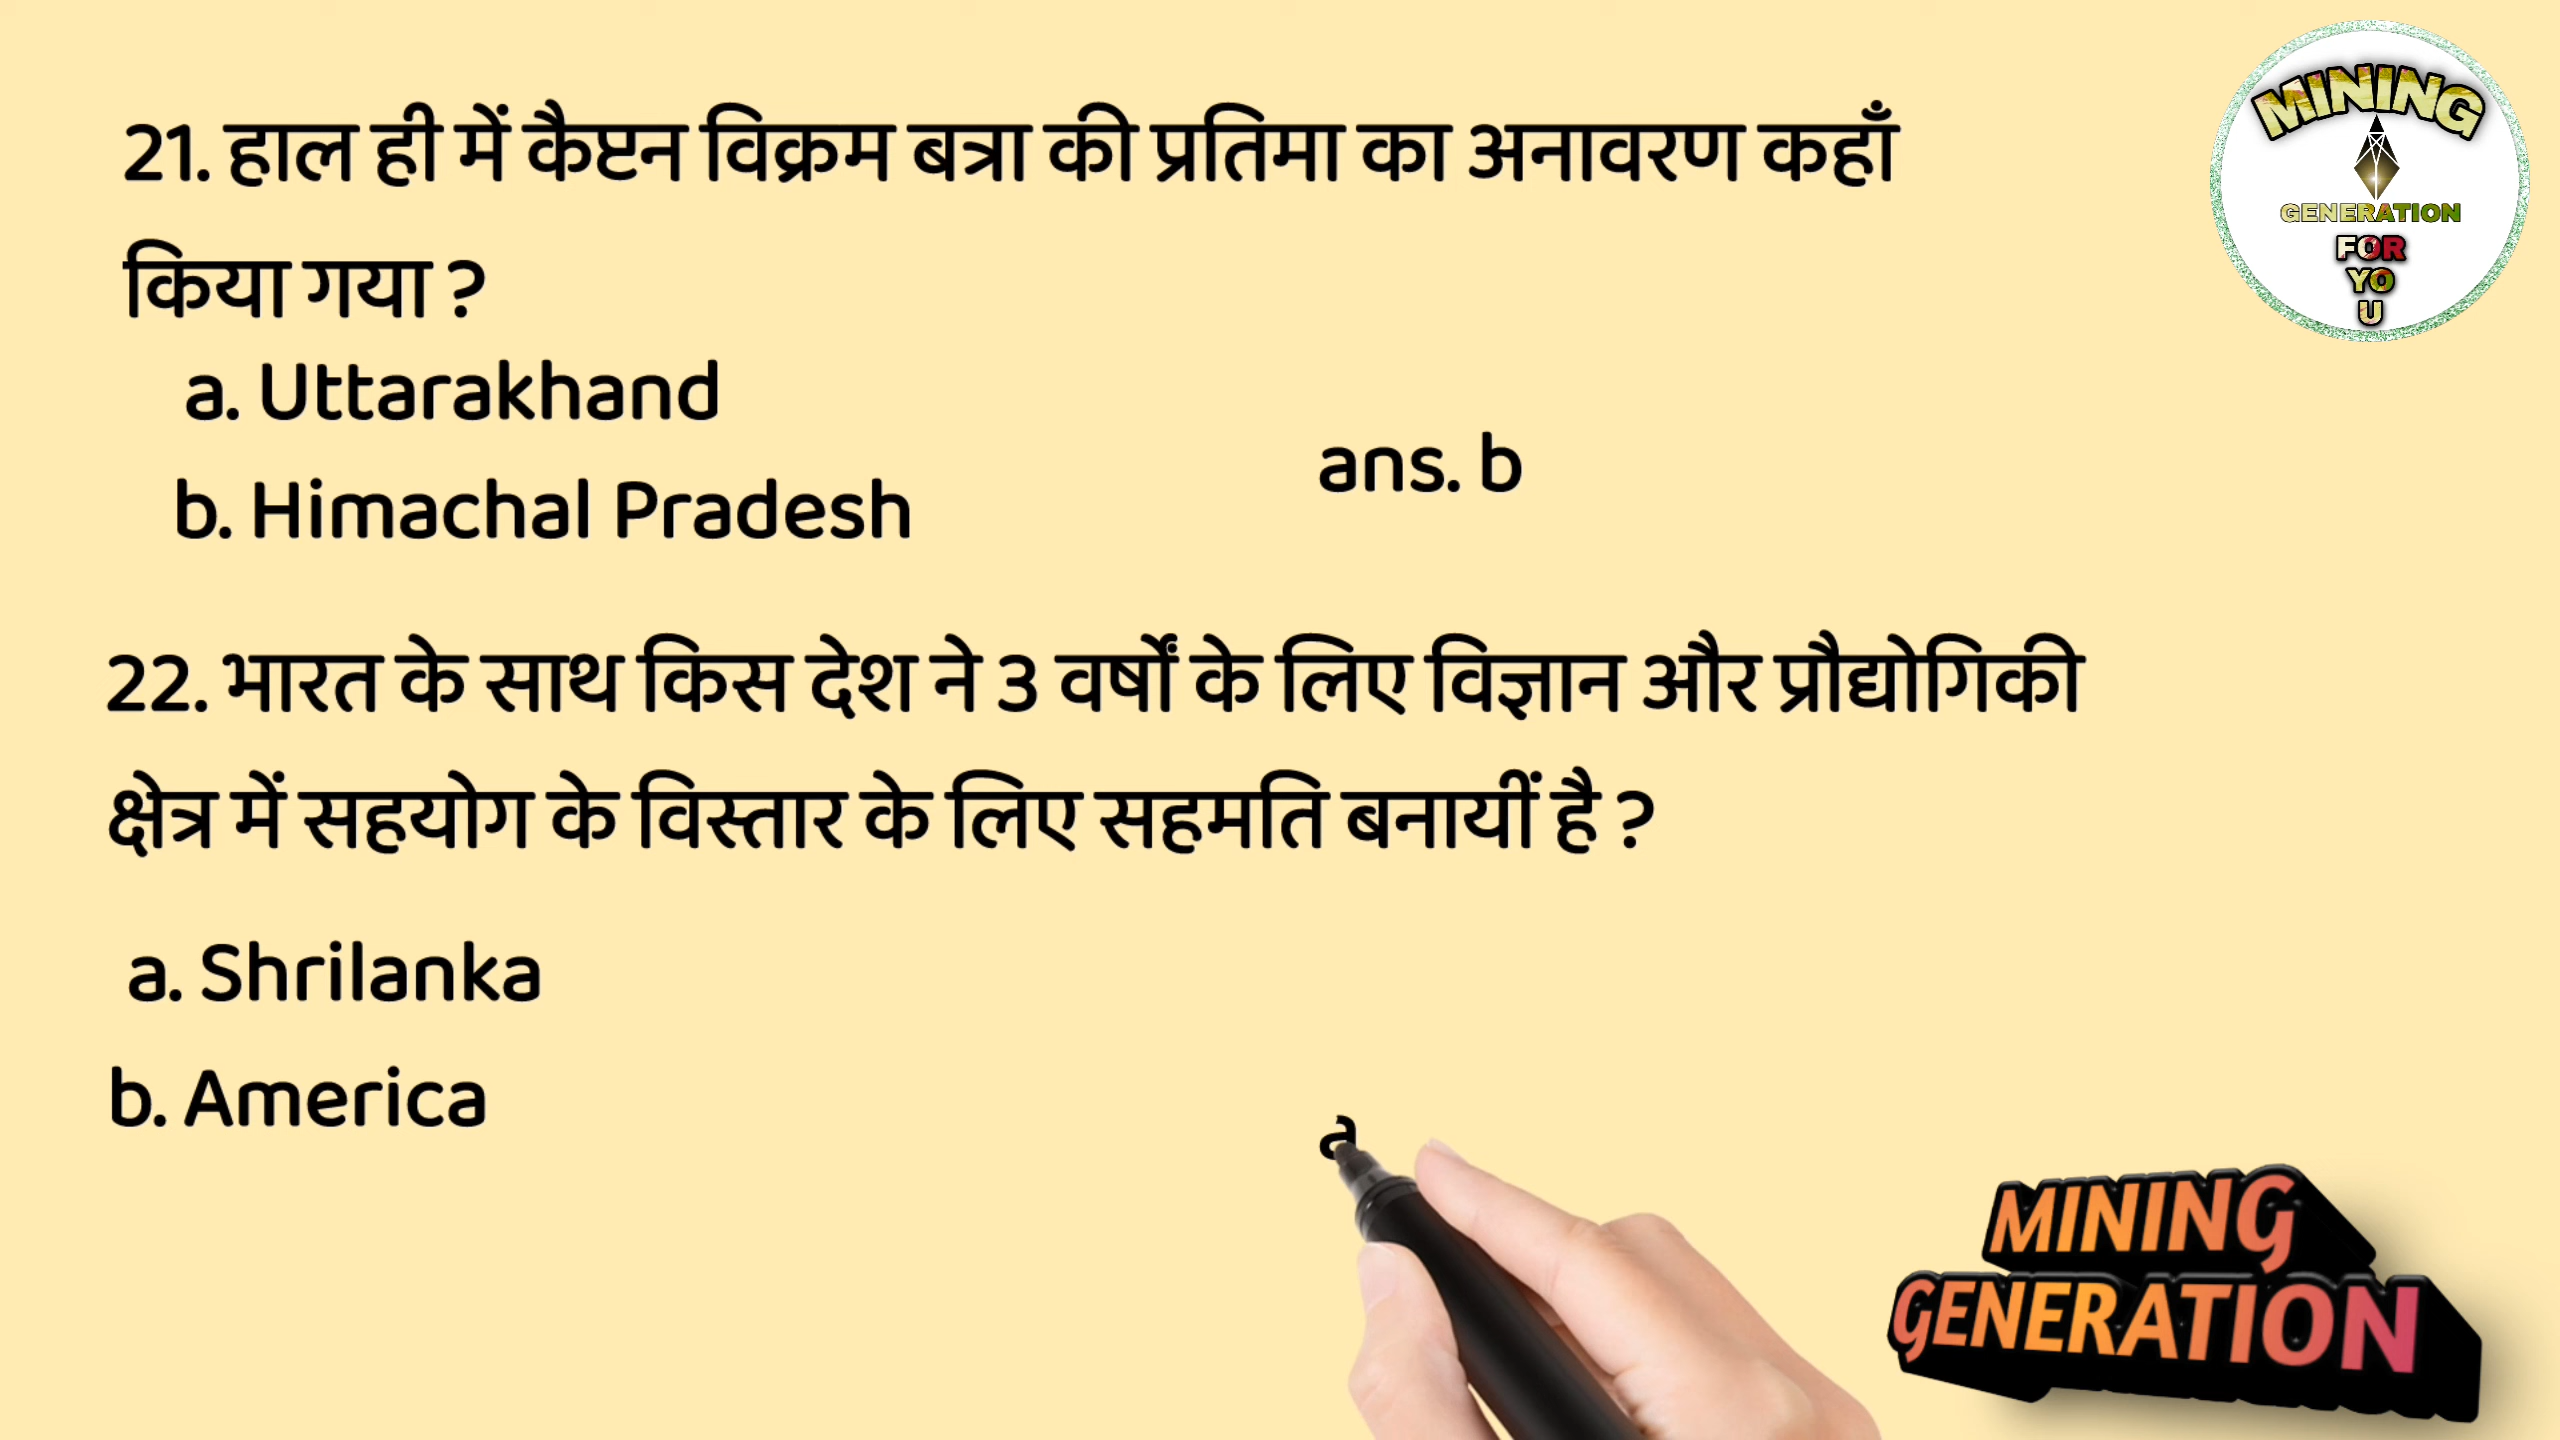 MINING
GENERATION
FOR
YO
U
21. हाल ही में कैप्टन विक्रम बत्रा की प्रतिमा का अनावरण कहाँ
किया गया ?
a. Uttarakhand
b. Himachal Pradesh
ans. b
22. भारत के साथ किस देश ने 3 वर्षों के लिए विज्ञान और प्रौद्योगिकी
क्षेत्र में सहयोग के विस्तार के लिए सहमति बनायीं है ?
a. Shrilanka
b. America
MINING
GENERATION